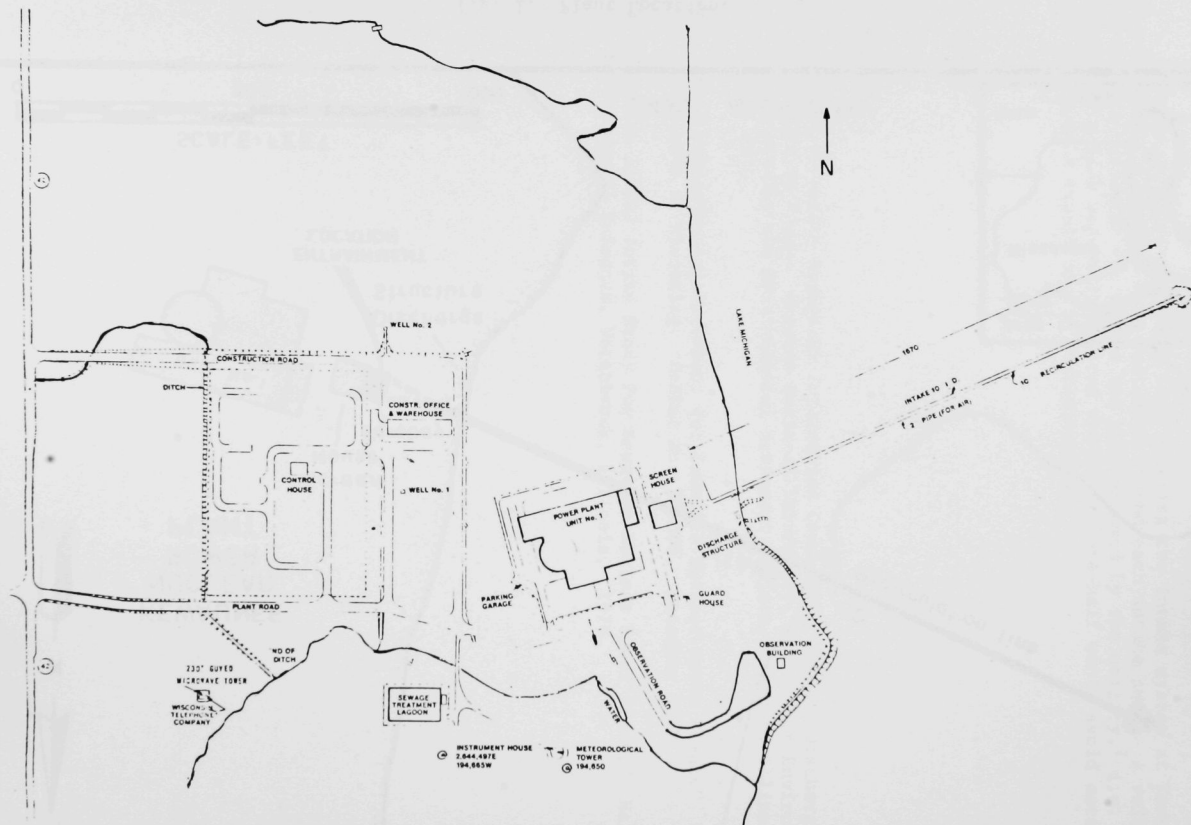 N
42
WELL No. 2
CONSTRUCTION ROAD
DITCH
CONSTR. OFFICE
& WAREHOUSE
CONTROL
HOUSE
WELL No. 1
LAKE MICHIGAN
1670
INTAKE 10 I.D.
2 PIPE (FOR AIR)
10 RECIRCULATION LINE
SCREEN
HOUSE
POWER PLANT
UNIT No. 1
DISCHARGE
STRUCTURE
PARKING
GARAGE
GUARD
HOUSE
PLANT ROAD
42
END OF
DITCH
OBSERVATION
BUILDING
OBSERVATION ROAD
WATER
GUYED
MICROWAVE TOWER
WISCONSIN
TELEPHONE
COMPANY
SEWAGE
TREATMENT
LAGOON
INSTRUMENT HOUSE
2,644,497E
194,665W
METEOROLOGICAL
TOWER
194,650